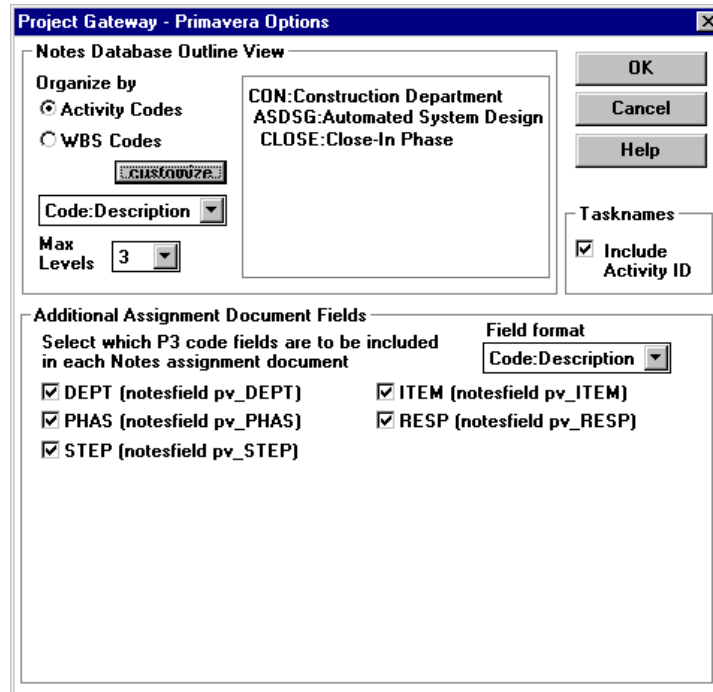 Project Gateway - Primavera Options
Notes Database Outline View
Organize by
Activity Codes
WBS Codes
customize
Code:Description
Max
Levels
3
CON:Construction Department
ASDSG:Automated System Design
CLOSE:Close-In Phase
OK
Cancel
Help
Tasknames
Include
Activity ID
Additional Assignment Document Fields
Select which P3 code fields are to be included
in each Notes assignment document
Field format
Code:Description
DEPT (notesfield pv_DEPT)
ITEM (notesfield pv_ITEM)
PHAS (notesfield pv_PHAS)
RESP (notesfield pv_RESP)
STEP (notesfield pv_STEP)